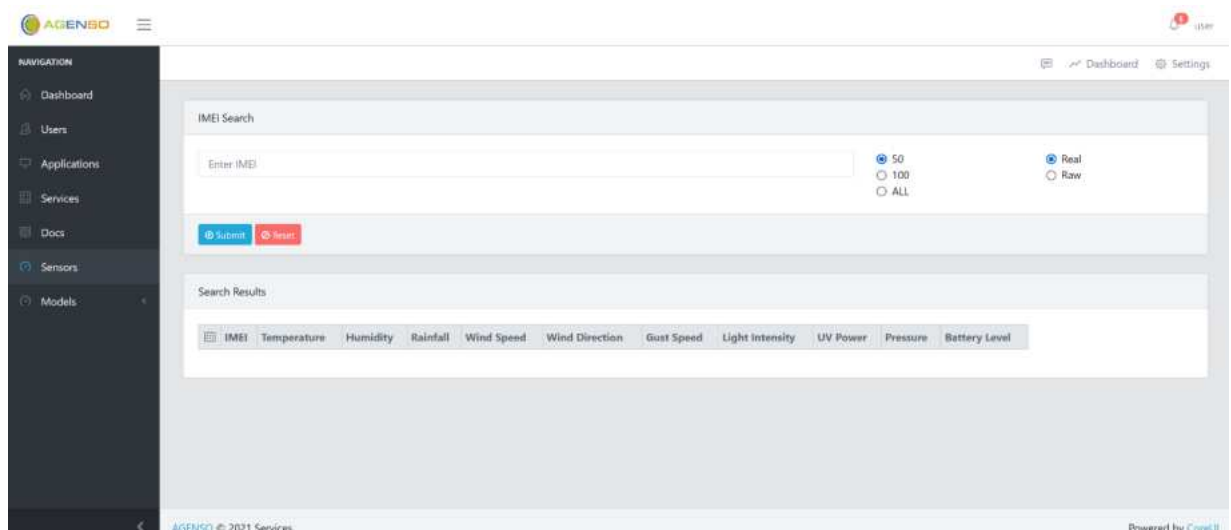 AGENSO
user
NAVIGATION
Dashboard
Settings
Dashboard
Users
Applications
Services
Docs
Sensors
Models
IMEI Search
Enter IMEI
50
100
ALL
Real
Raw
Submit
Reset
Search Results
IMEI Temperature Humidity Rainfall Wind Speed Wind Direction Gust Speed Light Intensity UV Power Pressure Battery Level
AGENSO © 2021 Services
Powered by CoreUI